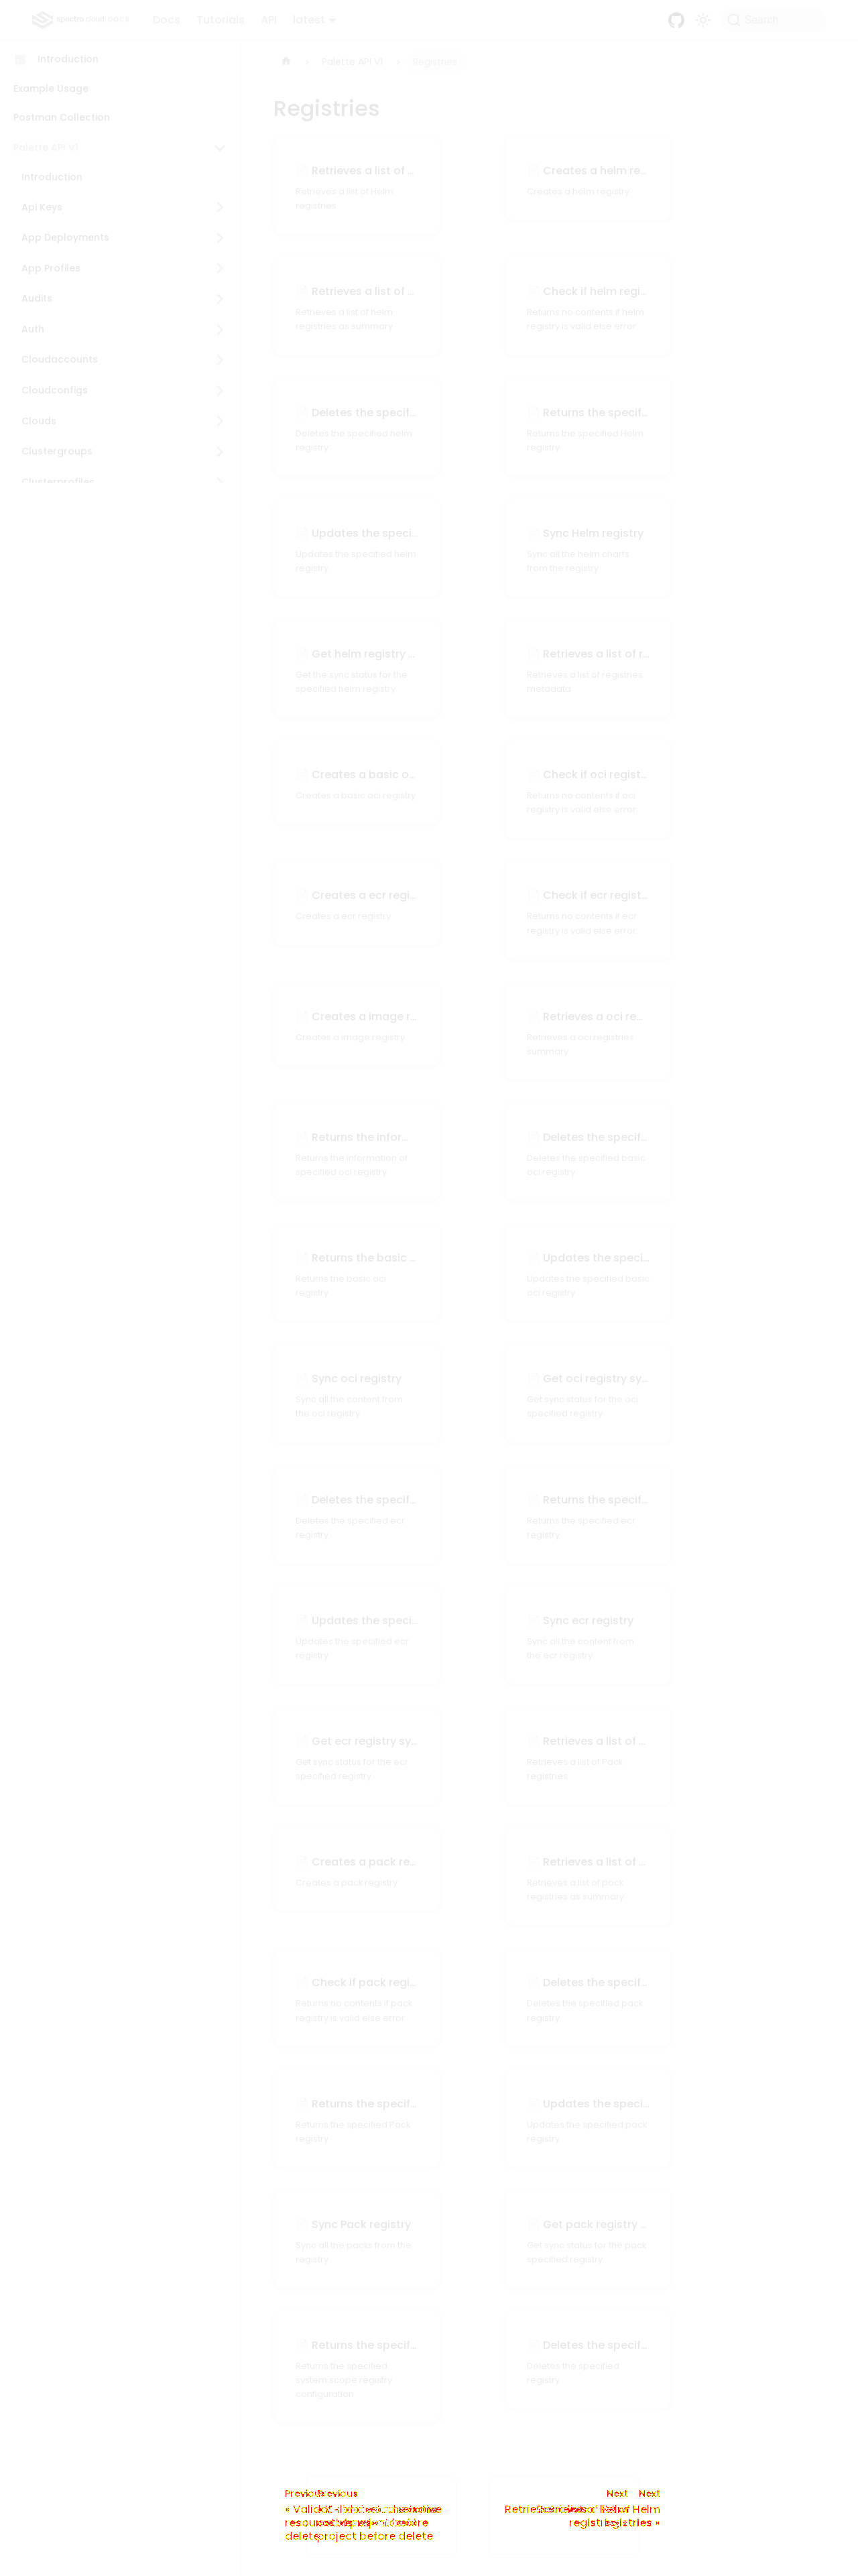 spectro cloud DOCS
Docs
Tutorials
API
latest
Search
Introduction
Example Usage
Postman Collection
Palette API V1
Introduction
Api Keys
App Deployments
App Profiles
Audits
Auth
Cloudaccounts
Cloudconfigs
Clouds
Clustergroups
Clusterprofiles
Palette API V1
Registries
Registries
Retrieves a list of ...
Retrieves a list of Helm
registries
Creates a helm re...
Creates a helm registry
Retrieves a list of ...
Retrieves a list of helm
registries as summary
Check if helm regi...
Returns no contents if helm
registry is valid else error
Deletes the specif...
Deletes the specified helm
registry
Returns the specif...
Returns the specified Helm
registry
Updates the speci...
Updates the specified helm
registry
Sync Helm registry
Sync all the helm charts
from the registry
Get helm registry ...
Get the sync status for the
specified helm registry
Retrieves a list of r...
Retrieves a list of registries
metadata
Creates a basic o...
Creates a basic oci registry
Check if oci regist...
Returns no contents if oci
registry is valid else error
Creates a ecr regi...
Creates a ecr registry
Check if ecr regist...
Returns no contents if ecr
registry is valid else error
Creates a image r...
Creates a image registry
Retrieves a oci re...
Retrieves a oci registries
summary
Returns the infor...
Returns the information of
specified oci registry
Deletes the specif...
Deletes the specified basic
oci registry
Returns the basic ...
Returns the basic oci
registry
Updates the speci...
Updates the specified basic
oci registry
Sync oci registry
Sync all the content from
the oci registry
Get oci registry sy...
Get sync status for the oci
specified registry
Deletes the specif...
Deletes the specified ecr
registry
Returns the specif...
Returns the specified ecr
registry
Updates the speci...
Updates the specified ecr
registry
Sync ecr registry
Sync all the content from
the ecr registry
Get ecr registry sy...
Get sync status for the ecr
specified registry
Retrieves a list of ...
Retrieves a list of Pack
registries
Creates a pack re...
Creates a pack registry
Retrieves a list of ...
Retrieves a list of pack
registries as summary
Check if pack regi...
Returns no contents if pack
registry is valid else error
Deletes the specif...
Deletes the specified pack
registry
Returns the specif...
Returns the specified Pack
registry
Updates the speci...
Updates the specified pack
registry
Sync Pack registry
Sync all the packs from the
registry
Get pack registry ...
Get sync status for the pack
specified registry
Returns the specif...
Returns the specified
system scope registry
configuration
Deletes the specif...
Deletes the specified
registry
Previous
Next
Next
project before delete